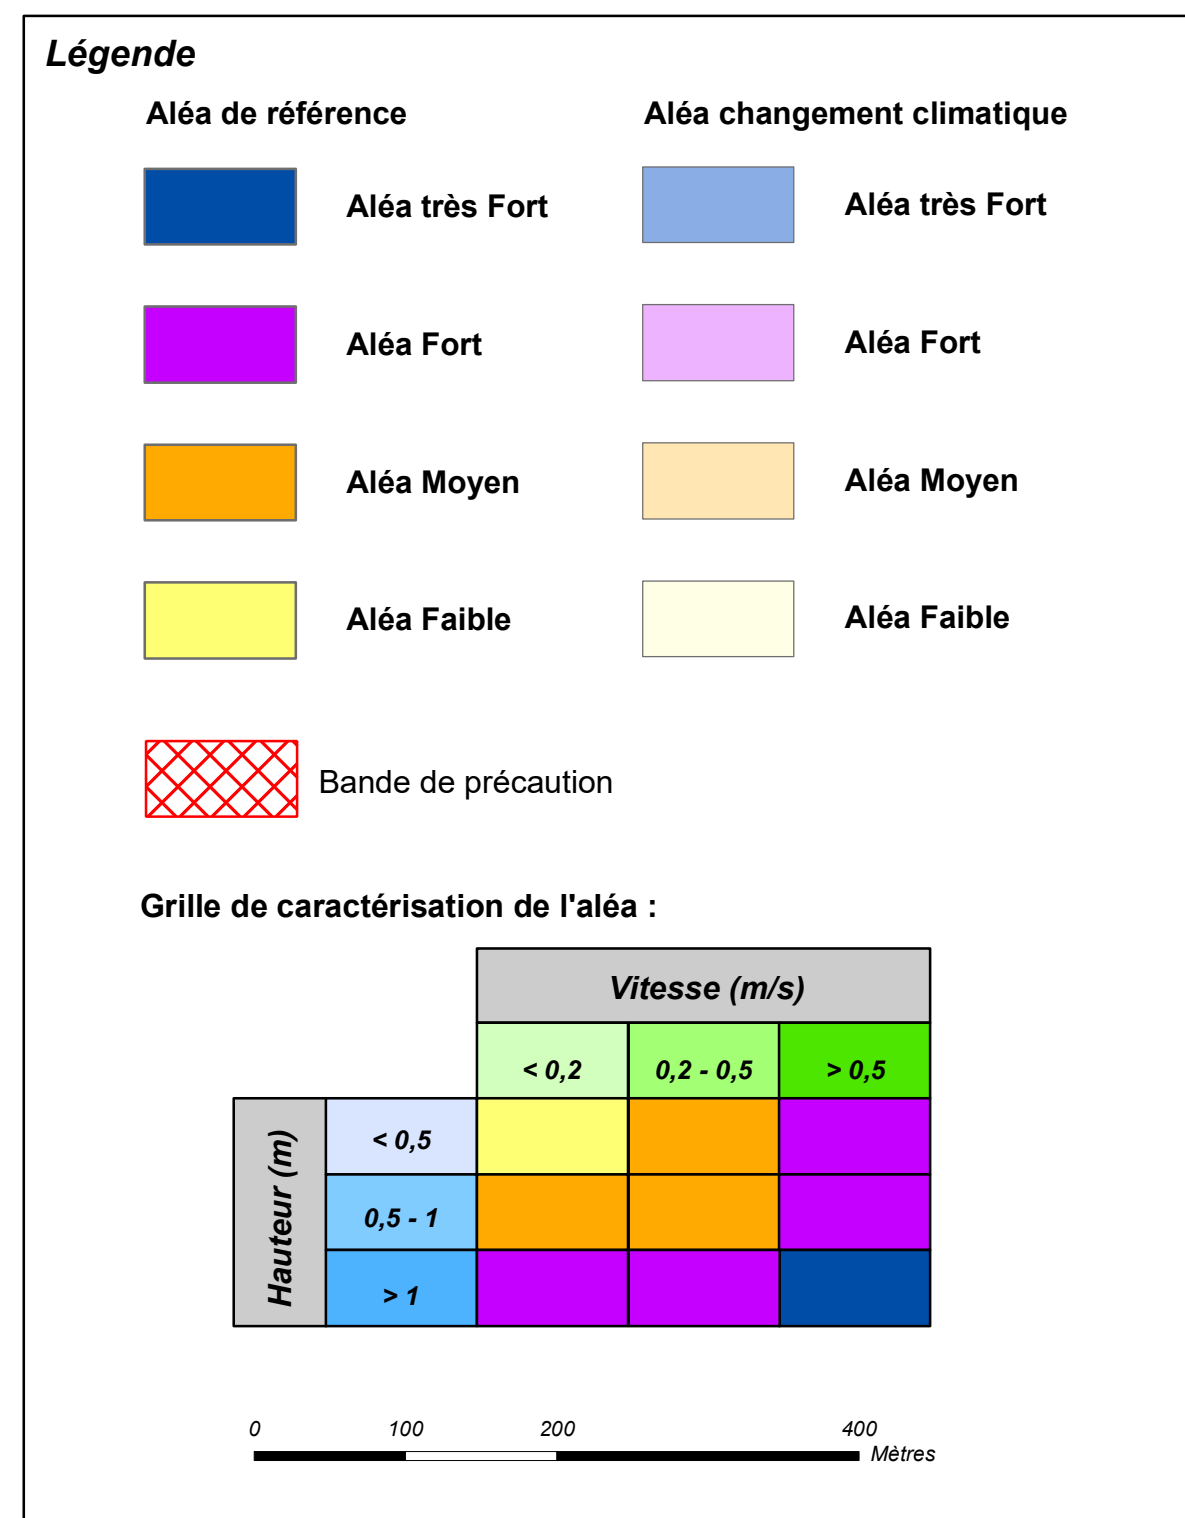 Légende
Aléa de référence
Aléa changement climatique
Aléa très Fort
Aléa très Fort
Aléa Fort
Aléa Fort
Aléa Moyen
Aléa Moyen
Aléa Faible
Aléa Faible
Bande de précaution
Grille de caractérisation de l'aléa :
Vitesse (m/s)
< 0,2 0,2 - 0,5 > 0,5
Hauteur (m)
< 0,5
0,5 - 1
> 1
0 100 200 400
Mètres